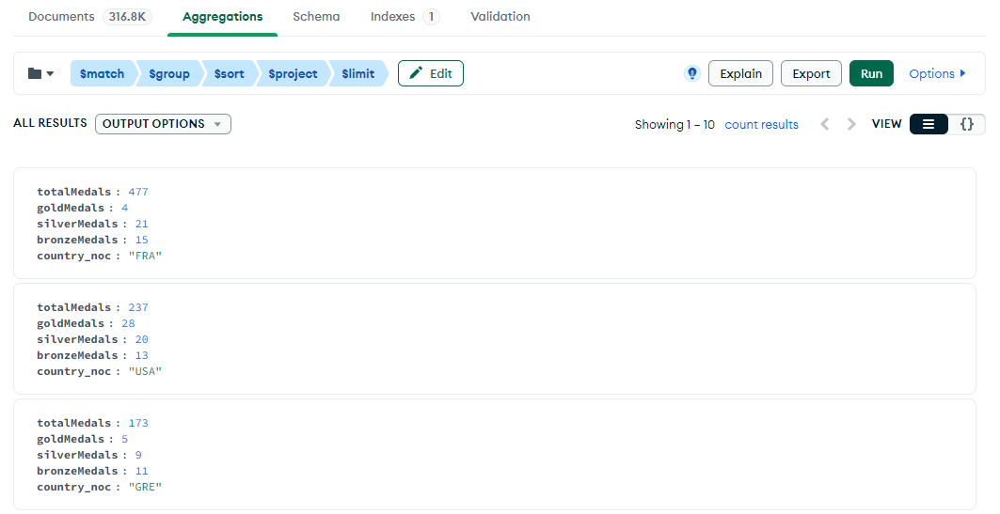 Documents 316.8K Aggregations Schema Indexes 1 Validation
$match $group $sort $project $limit Edit Explain Export Run Options
ALL RESULTS OUTPUT OPTIONS Showing 1 – 10 count results VIEW {}
totalMedals : 477
goldMedals : 4
silverMedals : 21
bronzeMedals : 15
country_noc : "FRA"
totalMedals : 237
goldMedals : 28
silverMedals : 20
bronzeMedals : 13
country_noc : "USA"
totalMedals : 173
goldMedals : 5
silverMedals : 9
bronzeMedals : 11
country_noc : "GRE"